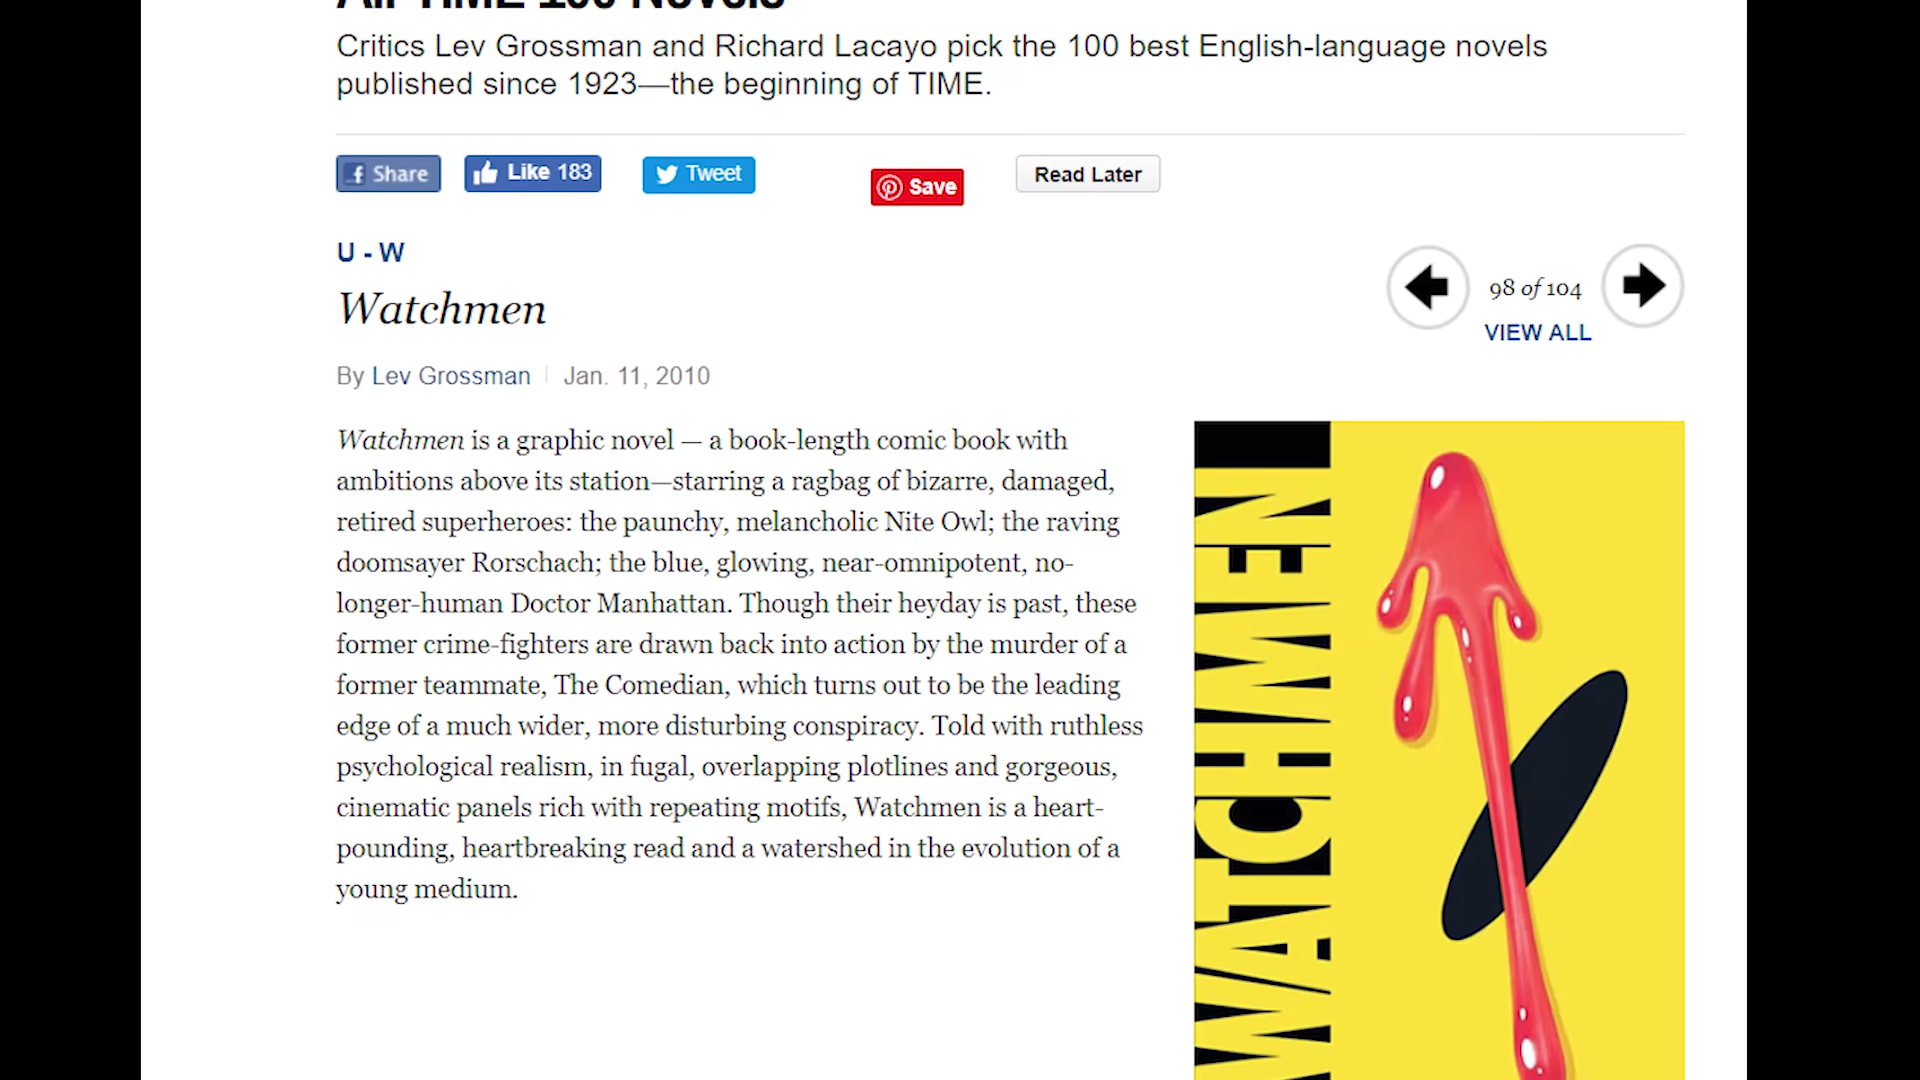 All-TIME 100 Novels
Critics Lev Grossman and Richard Lacayo pick the 100 best English-language novels
published since 1923—the beginning of TIME.
Share
Like 183
Tweet
Save
Read Later
U - W
Watchmen
98 of 104
VIEW ALL
By Lev Grossman | Jan. 11, 2010
Watchmen is a graphic novel — a book-length comic book with
ambitions above its station—starring a ragbag of bizarre, damaged,
retired superheroes: the paunchy, melancholic Nite Owl; the raving
doomsayer Rorschach; the blue, glowing, near-omnipotent, no-
longer-human Doctor Manhattan. Though their heyday is past, these
former crime-fighters are drawn back into action by the murder of a
former teammate, The Comedian, which turns out to be the leading
edge of a much wider, more disturbing conspiracy. Told with ruthless
psychological realism, in fugal, overlapping plotlines and gorgeous,
cinematic panels rich with repeating motifs, Watchmen is a heart-
pounding, heartbreaking read and a watershed in the evolution of a
young medium.
WATCHMEN